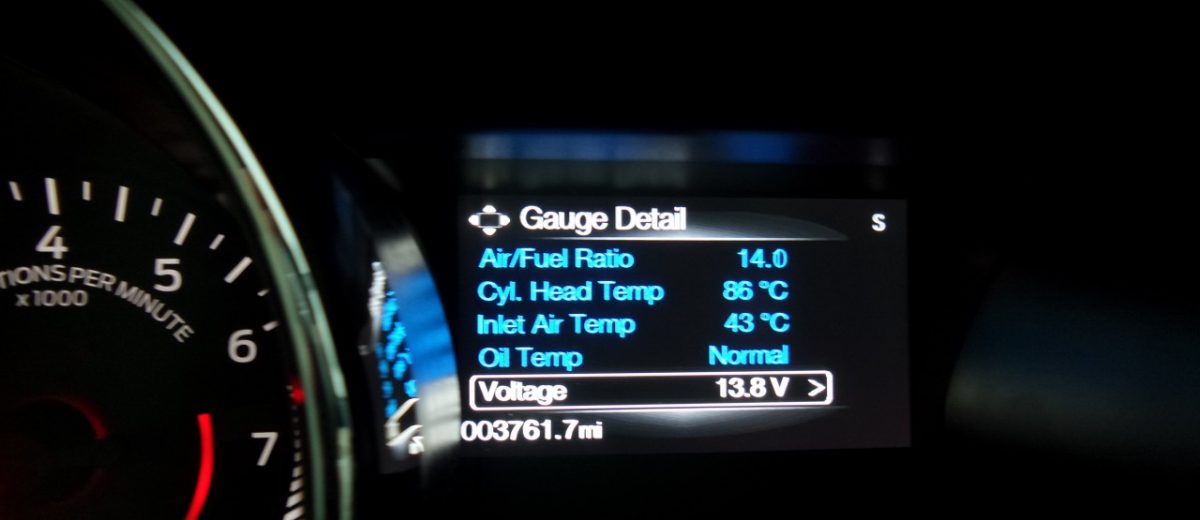 4
5
6
7
TIONS PER MINUTE
x1000
Gauge Detail S
Air/Fuel Ratio 14.0
Cyl. Head Temp 86 °C
Inlet Air Temp 43 °C
Oil Temp Normal
Voltage 13.8 V >
003761.7mi